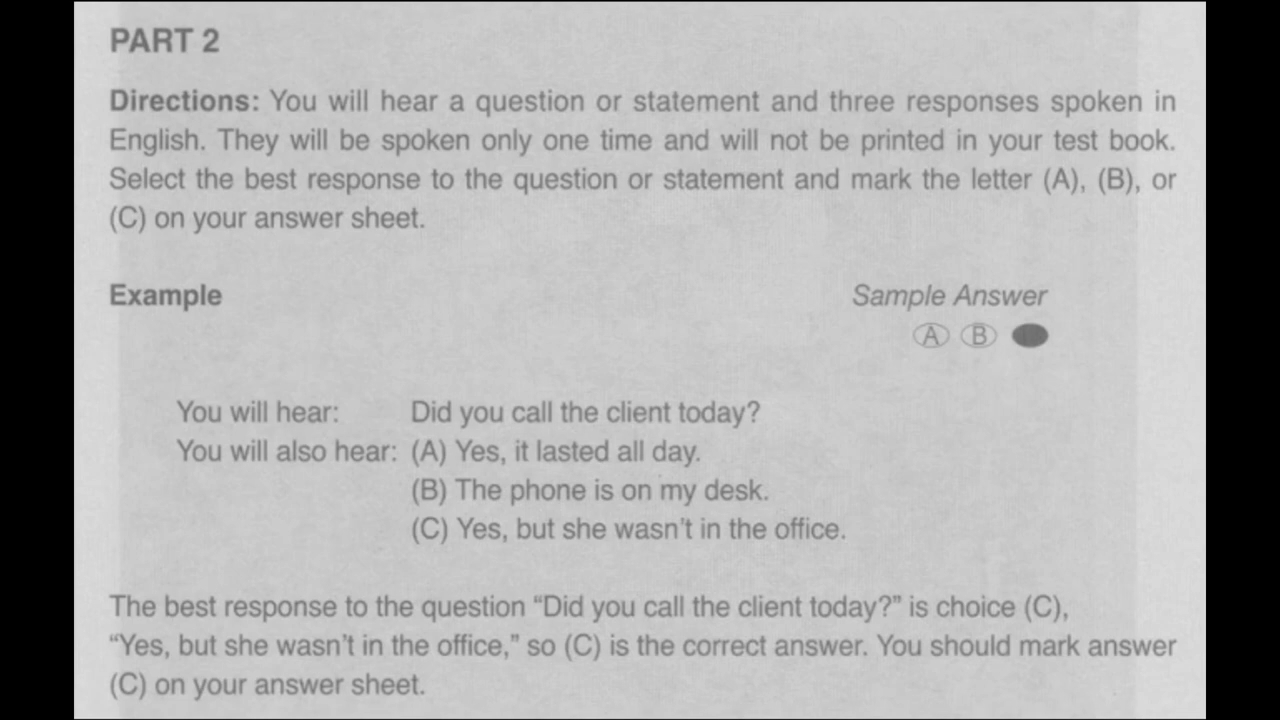 PART 2
Directions: You will hear a question or statement and three responses spoken in
English. They will be spoken only one time and will not be printed in your test book.
Select the best response to the question or statement and mark the letter (A), (B), or
(C) on your answer sheet.
Example
Sample Answer
A B
You will hear: Did you call the client today?
You will also hear: (A) Yes, it lasted all day.
(B) The phone is on my desk.
(C) Yes, but she wasn't in the office.
The best response to the question “Did you call the client today?” is choice (C),
“Yes, but she wasn't in the office,” so (C) is the correct answer. You should mark answer
(C) on your answer sheet.